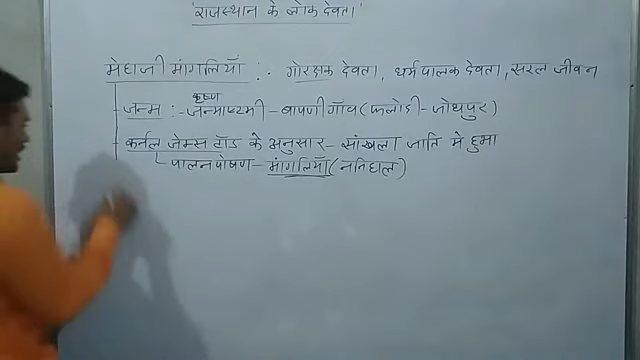 'राजस्थान के लोक देवता'
मेहाजी मांगलियाँ :- गोरक्षक देवता, धर्म पालक देवता, सरल जीवन
कृष्ण
जन्म :- जन्माष्टमी - बापणी गाँव (फलोदी - जोधपुर)
कर्नल जेम्स टॉड के अनुसार - सांखला जाति मे हुआ
पालन पोषण - मांगलियाँ (ननिहाल)